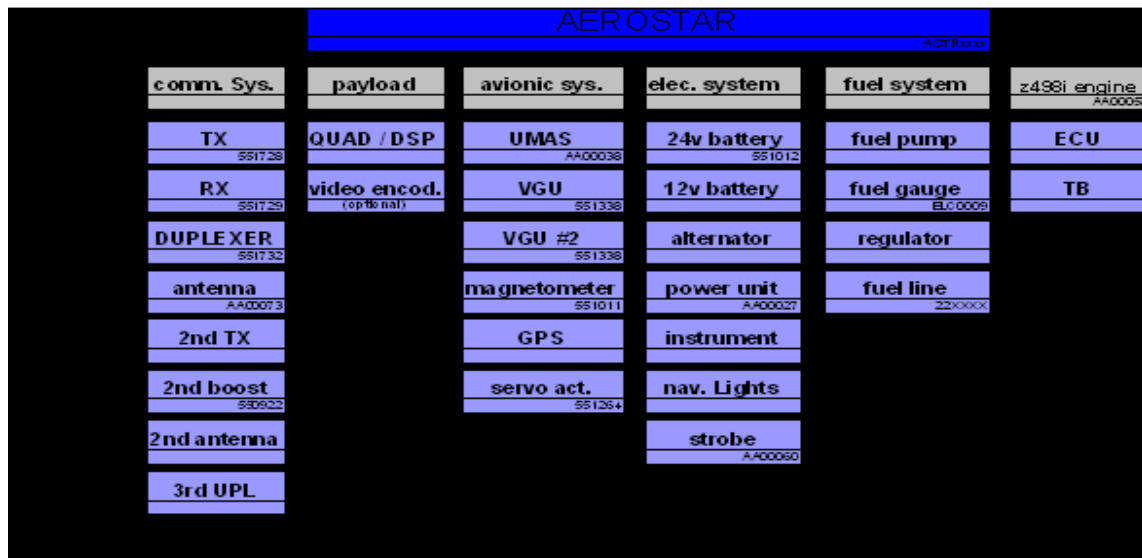 AEROSTAR
comm. Sys.
TX
551728
RX
551729
DUPLEXER
551732
antenna
AA00073
2nd TX
2nd boost
550922
2nd antenna
3rd UPL
payload
QUAD / DSP
video encod.
(optional)
avionic sys.
UMAS
AA00038
VGU
551338
VGU #2
551338
magnetometer
551011
GPS
servo act.
551264
elec. system
24v battery
551012
12v battery
alternator
power unit
AA00027
instrument
nav. Lights
strobe
AA00060
fuel system
fuel pump
fuel gauge
ELC0009
regulator
fuel line
22XXXX
z498i engine
ECU
TB